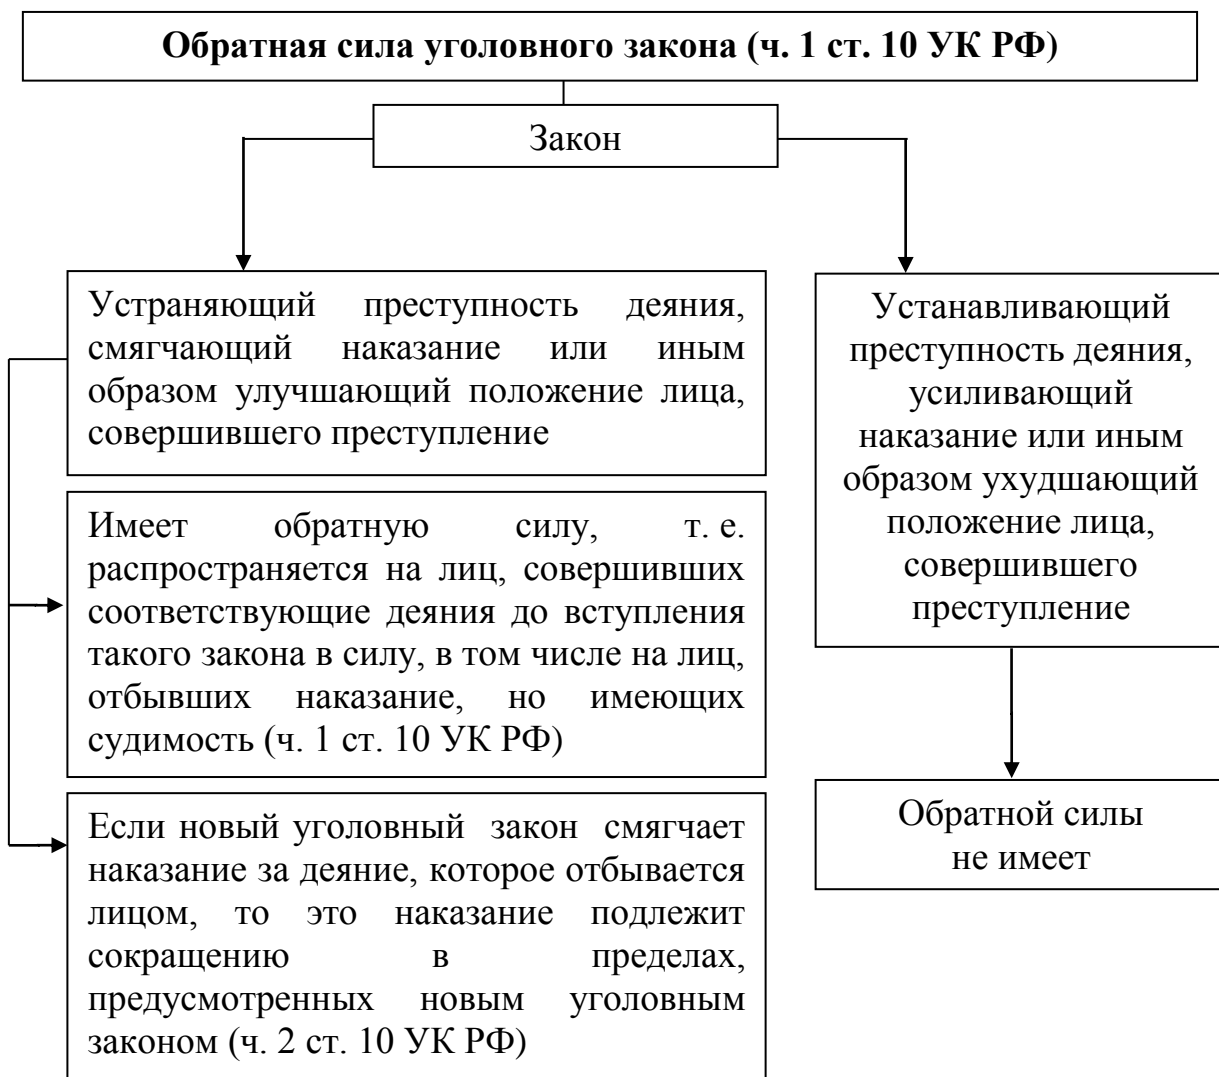 Обратная сила уголовного закона (ч. 1 ст. 10 УК РФ)
Закон
Устраняющий преступность деяния,
смягчающий наказание или иным
образом улучшающий положение лица,
совершившего преступление
Имеет обратную силу, т. е.
распространяется на лиц, совершивших
соответствующие деяния до вступления
такого закона в силу, в том числе на лиц,
отбывших наказание, но имеющих
судимость (ч. 1 ст. 10 УК РФ)
Если новый уголовный закон смягчает
наказание за деяние, которое отбывается
лицом, то это наказание подлежит
сокращению в пределах,
предусмотренных новым уголовным
законом (ч. 2 ст. 10 УК РФ)
Устанавливающий
преступность деяния,
усиливающий
наказание или иным
образом ухудшающий
положение лица,
совершившего
преступление
Обратной силы
не имеет